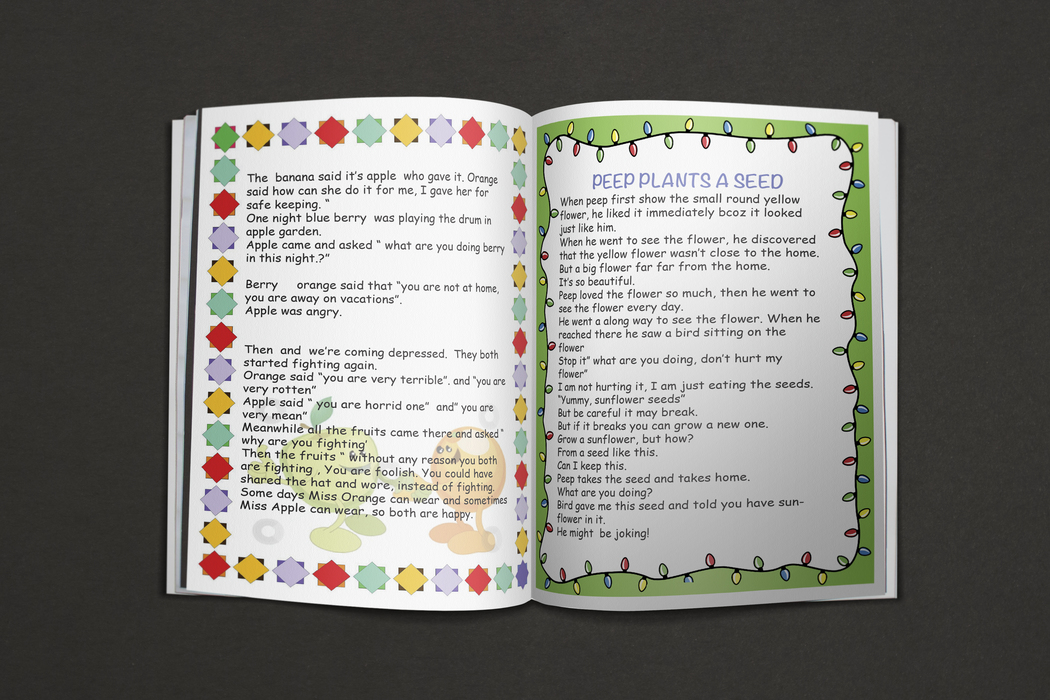 The banana said it's apple who gave it. Orange
said how can she do it for me, I gave her for
safe keeping. "
One night blue berry was playing the drum in
apple garden.
Apple came and asked " what are you doing berry
in this night.?"
Berry orange said that "you are not at home,
you are away on vacations".
Apple was angry.
Then and we're coming depressed. They both
started fighting again.
Orange said "you are very terrible". and "you are
very rotten"
Apple said " you are horrid one" and" you are
very mean"
Meanwhile all the fruits came there and asked "
why are you fighting'
Then the fruits " without any reason you both
are fighting , You are foolish. You could have
shared the hat and wore, instead of fighting.
Some days Miss Orange can wear and sometimes
Miss Apple can wear, so both are happy.
PEEP PLANTS A SEED
When peep first show the small round yellow
flower, he liked it immediately bcoz it looked
just like him.
When he went to see the flower, he discovered
that the yellow flower wasn't close to the home.
But a big flower far far from the home.
It's so beautiful.
Peep loved the flower so much, then he went to
see the flower every day.
He went a along way to see the flower. When he
reached there he saw a bird sitting on the
flower
Stop it" what are you doing, don't hurt my
flower"
I am not hurting it, I am just eating the seeds.
"Yummy, sunflower seeds"
But be careful it may break.
But if it breaks you can grow a new one.
Grow a sunflower, but how?
From a seed like this.
Can I keep this.
Peep takes the seed and takes home.
What are you doing?
Bird gave me this seed and told you have sun-
flower in it.
He might be joking!